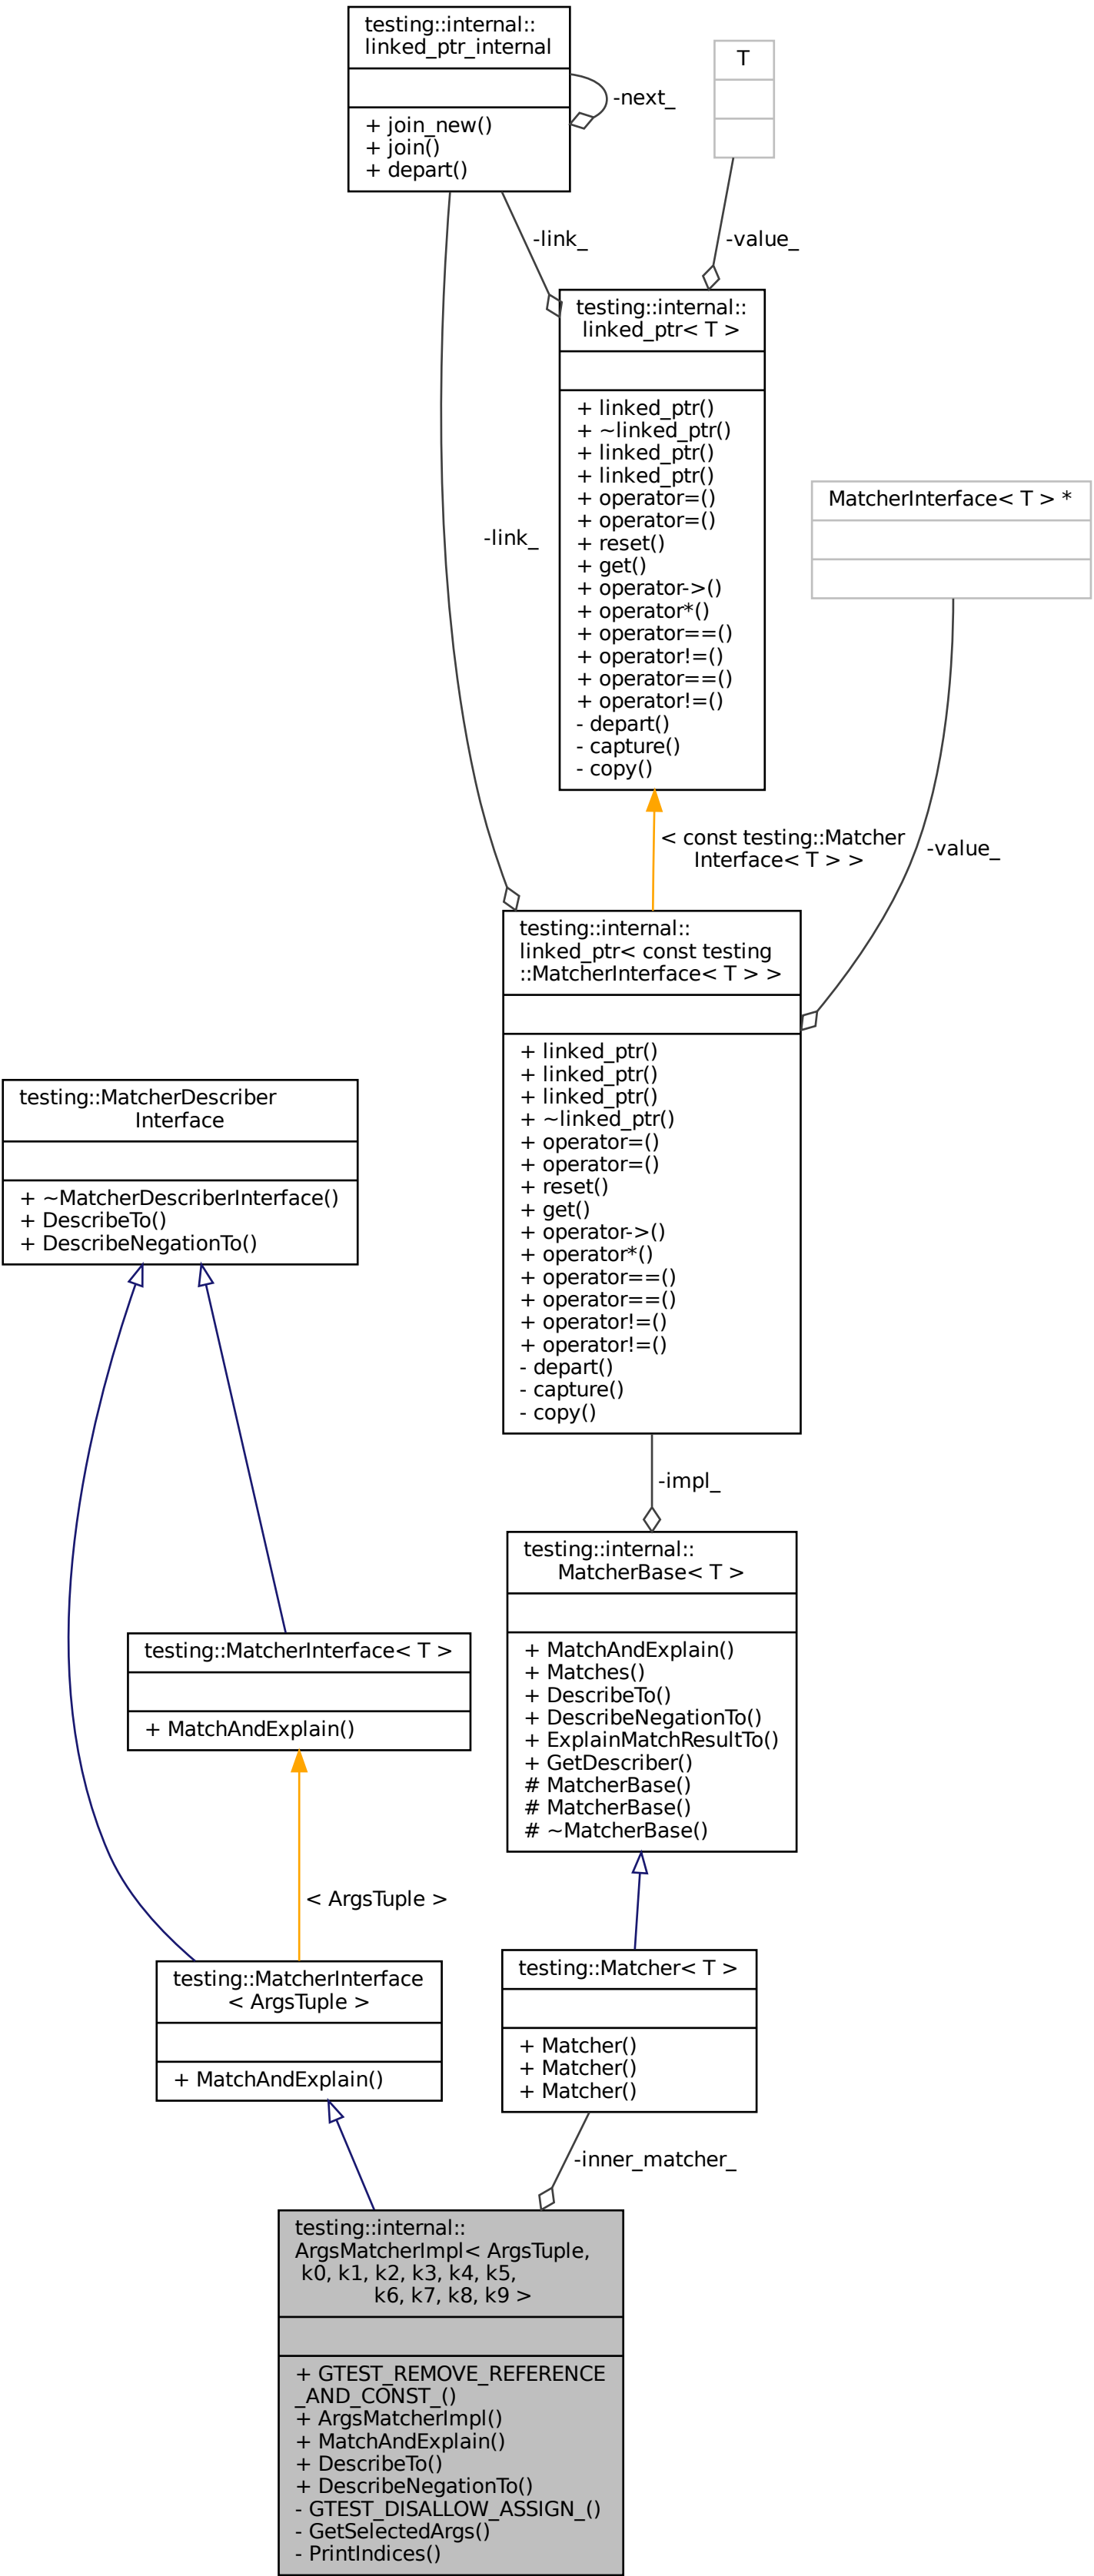 testing::internal::
linked_ptr_internal
+ join_new()
+ join()
+ depart()
-next_
T
-link_
-value_
testing::internal::
linked_ptr< T >
+ linked_ptr()
+ ~linked_ptr()
+ linked_ptr()
+ linked_ptr()
+ operator=()
+ operator=()
+ reset()
+ get()
+ operator->()
+ operator*()
+ operator==()
+ operator!=()
+ operator==()
+ operator!=()
- depart()
- capture()
- copy()
-link_
MatcherInterface< T > *
< const testing::Matcher
Interface< T > >
-value_
testing::internal::
linked_ptr< const testing
::MatcherInterface< T > >
+ linked_ptr()
+ linked_ptr()
+ linked_ptr()
+ ~linked_ptr()
+ operator=()
+ operator=()
+ reset()
+ get()
+ operator->()
+ operator*()
+ operator==()
+ operator==()
+ operator!=()
+ operator!=()
- depart()
- capture()
- copy()
testing::MatcherDescriber
Interface
+ ~MatcherDescriberInterface()
+ DescribeTo()
+ DescribeNegationTo()
-impl_
testing::internal::
MatcherBase< T >
+ MatchAndExplain()
+ Matches()
+ DescribeTo()
+ DescribeNegationTo()
+ ExplainMatchResultTo()
+ GetDescriber()
# MatcherBase()
# MatcherBase()
# ~MatcherBase()
testing::MatcherInterface< T >
+ MatchAndExplain()
< ArgsTuple >
testing::MatcherInterface
< ArgsTuple >
+ MatchAndExplain()
testing::Matcher< T >
+ Matcher()
+ Matcher()
+ Matcher()
-inner_matcher_
testing::internal::
ArgsMatcherImpl< ArgsTuple,
k0, k1, k2, k3, k4, k5,
k6, k7, k8, k9 >
+ GTEST_REMOVE_REFERENCE
_AND_CONST_()
+ ArgsMatcherImpl()
+ MatchAndExplain()
+ DescribeTo()
+ DescribeNegationTo()
- GTEST_DISALLOW_ASSIGN_()
- GetSelectedArgs()
- PrintIndices()